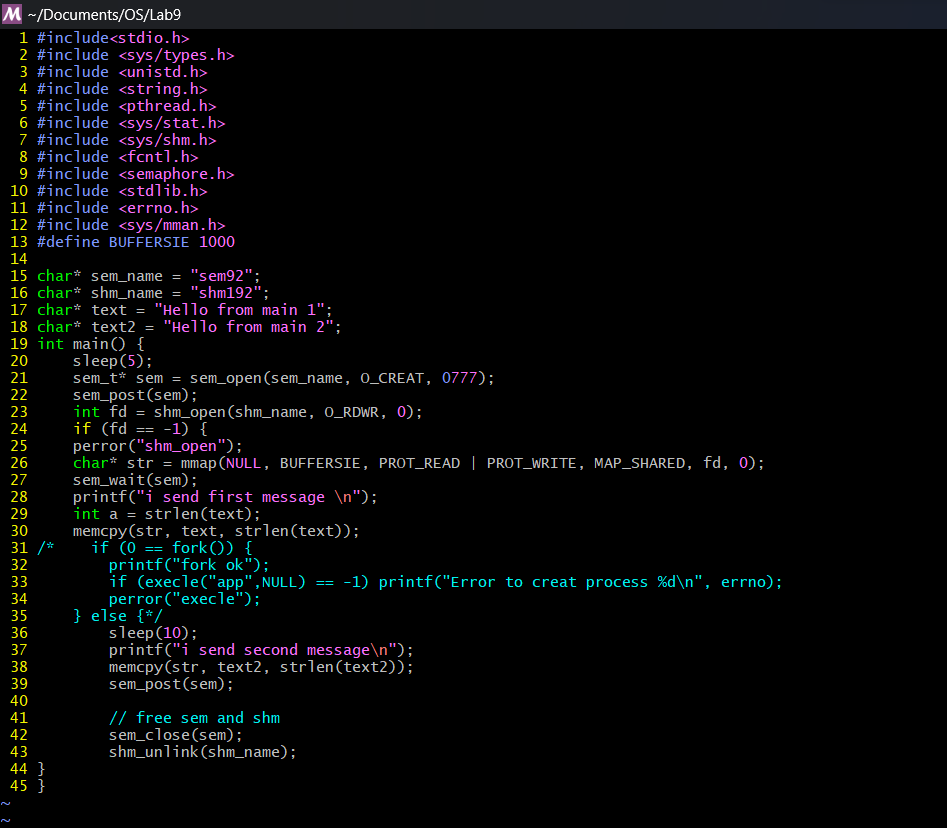 M ~/Documents/OS/Lab9
1 #include<stdio.h>
2 #include <sys/types.h>
3 #include <unistd.h>
4 #include <string.h>
5 #include <pthread.h>
6 #include <sys/stat.h>
7 #include <sys/shm.h>
8 #include <fcntl.h>
9 #include <semaphore.h>
10 #include <stdlib.h>
11 #include <errno.h>
12 #include <sys/mman.h>
13 #define BUFFERSIE 1000
14
15 char* sem_name = "sem92";
16 char* shm_name = "shm192";
17 char* text = "Hello from main 1";
18 char* text2 = "Hello from main 2";
19 int main() {
20     sleep(5);
21     sem_t* sem = sem_open(sem_name, O_CREAT, 0777);
22     sem_post(sem);
23     int fd = shm_open(shm_name, O_RDWR, 0);
24     if (fd == -1) {
25     perror("shm_open");
26     char* str = mmap(NULL, BUFFERSIE, PROT_READ | PROT_WRITE, MAP_SHARED, fd, 0);
27     sem_wait(sem);
28     printf("i send first message \n");
29     int a = strlen(text);
30     memcpy(str, text, strlen(text));
31 /*    if (0 == fork()) {
32         printf("fork ok");
33         if (execle("app",NULL) == -1) printf("Error to creat process %d\n", errno);
34         perror("execle");
35     } else {*/
36         sleep(10);
37         printf("i send second message\n");
38         memcpy(str, text2, strlen(text2));
39         sem_post(sem);
40
41         // free sem and shm
42         sem_close(sem);
43         shm_unlink(shm_name);
44 }
45 }
~
~